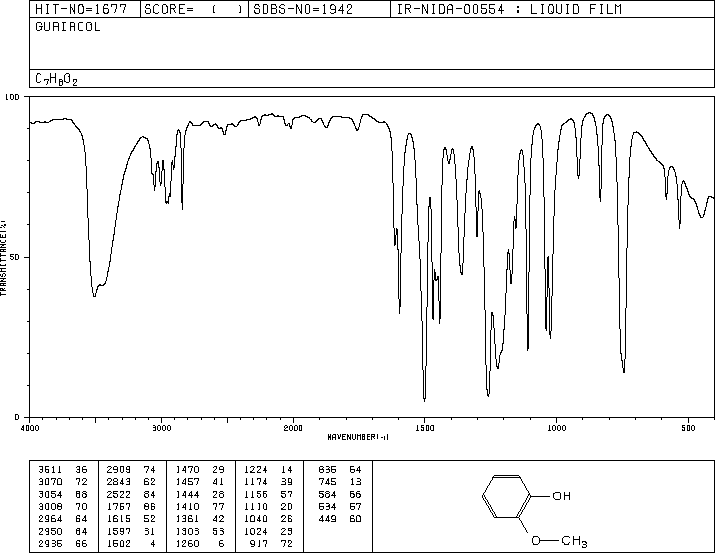 HIT-NO=1677 SCORE= ( ) SDBS-NO=1942 IR-NIDA-00554 : LIQUID FILM
GUAIACOL
C7H8O2
100
TRANSMITTANCE(%)
50
0
4000 3000 2000 1500 1000 500
WAVENUMBER(-1)
3511 36 2909 74 1470 29 1224 14 835 64
3070 72 2843 62 1457 41 1174 39 745 13
3054 68 2522 84 1444 28 1156 57 584 66
3008 70 1767 86 1410 77 1110 20 534 57
2964 64 1615 52 1361 42 1040 26 449 60
2950 64 1597 31 1303 53 1024 23
2935 66 1502 4 1260 6 917 72
OH
O CH3